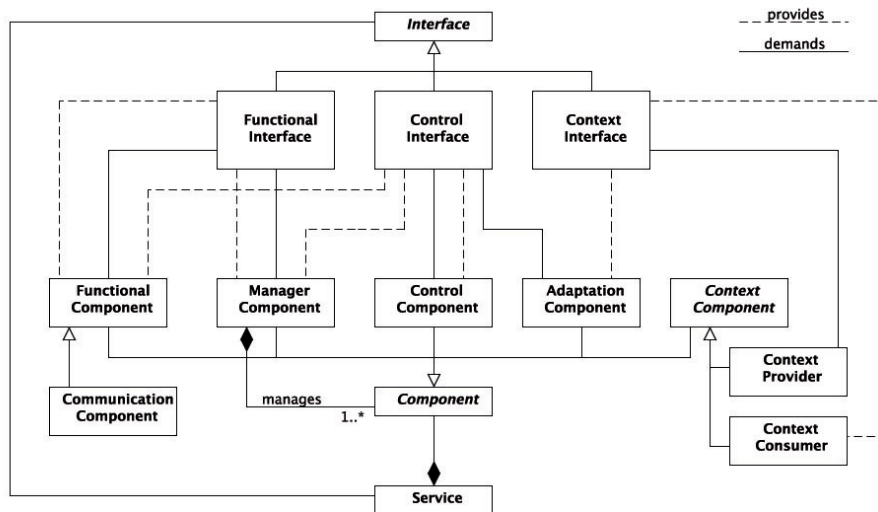 Interface
provides
demands
Functional
Interface
Control
Interface
Context
Interface
Functional
Component
Manager
Component
Control
Component
Adaptation
Component
Context
Component
Communication
Component
manages
1..*
Component
Context
Provider
Context
Consumer
Service